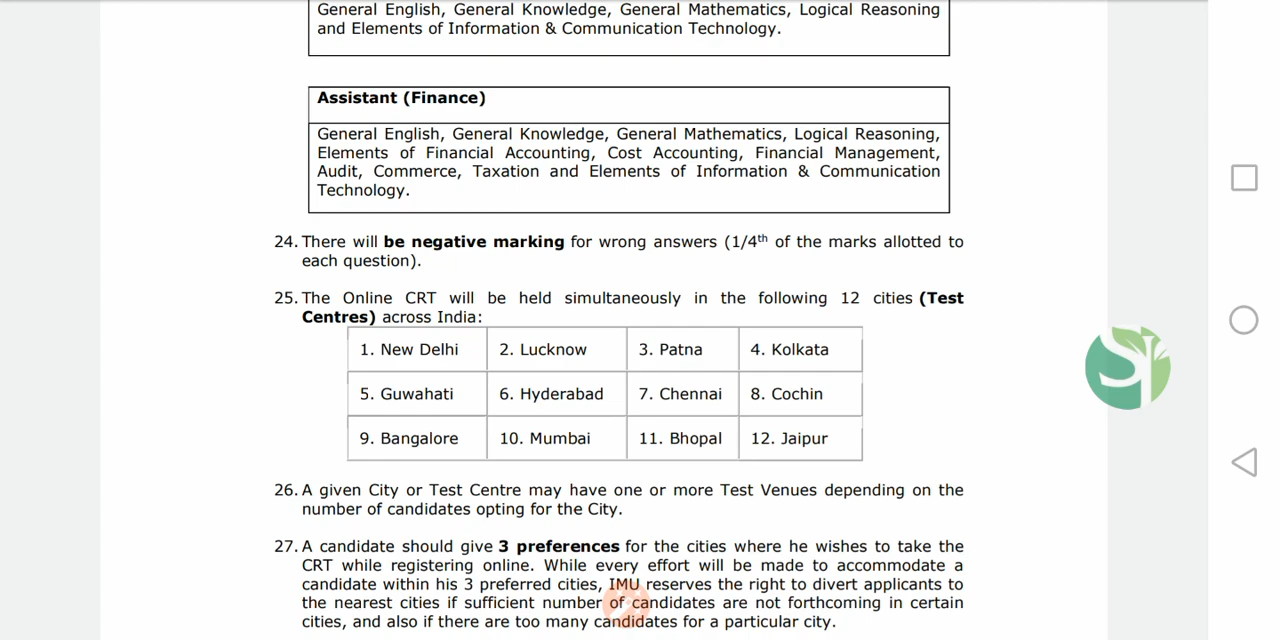 General English, General Knowledge, General Mathematics, Logical Reasoning
and Elements of Information & Communication Technology.
Assistant (Finance)
General English, General Knowledge, General Mathematics, Logical Reasoning,
Elements of Financial Accounting, Cost Accounting, Financial Management,
Audit, Commerce, Taxation and Elements of Information & Communication
Technology.
24. There will be negative marking for wrong answers (1/4th of the marks allotted to
each question).
25. The Online CRT will be held simultaneously in the following 12 cities (Test
Centres) across India:
1. New Delhi 2. Lucknow 3. Patna 4. Kolkata
5. Guwahati 6. Hyderabad 7. Chennai 8. Cochin
9. Bangalore 10. Mumbai 11. Bhopal 12. Jaipur
26. A given City or Test Centre may have one or more Test Venues depending on the
number of candidates opting for the City.
27. A candidate should give 3 preferences for the cities where he wishes to take the
CRT while registering online. While every effort will be made to accommodate a
candidate within his 3 preferred cities, IMU reserves the right to divert applicants to
the nearest cities if sufficient number of candidates are not forthcoming in certain
cities, and also if there are too many candidates for a particular city.